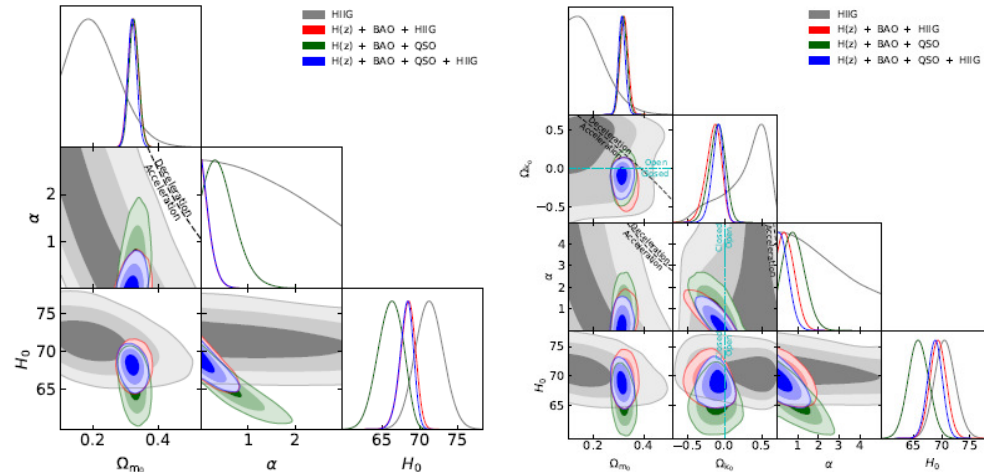 HIIG
H(z) + BAO + HIIG
H(z) + BAO + QSO
H(z) + BAO + QSO + HIIG
Deceleration
Acceleration
α
2
1
H₀
75
70
65
0.2 0.4
Ωm₀
1 2
α
65 70 75
H₀
HIIG
H(z) + BAO + HIIG
H(z) + BAO + QSO
H(z) + BAO + QSO + HIIG
Deceleration
Acceleration
Ωk₀
0.5
0.0
−0.5
Open
Closed
α
4
3
2
1
Deceleration
Acceleration
Closed
Open
Acceleration
H₀
75
70
65
Closed
Open
0.2 0.4
Ωm₀
−0.5 0.0 0.5
Ωk₀
1 2 3 4
α
65 70 75
H₀